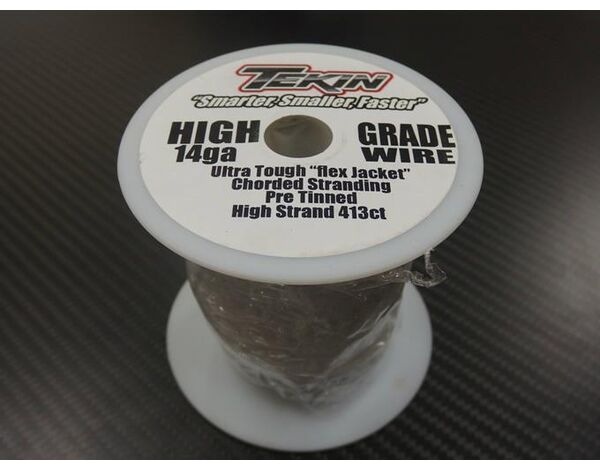 TEKIN
"Smarter, Smaller, Faster"
HIGH GRADE
14ga WIRE
Ultra Tough "flex Jacket"
Chorded Stranding
Pre Tinned
High Strand 413ct